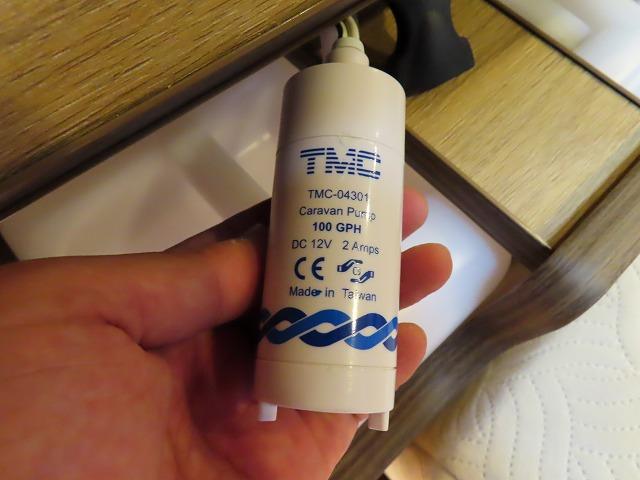 TMC
TMC-04301
Caravan Pump
100 GPH
DC 12V 2 Amps
CE
Made in Taiwan